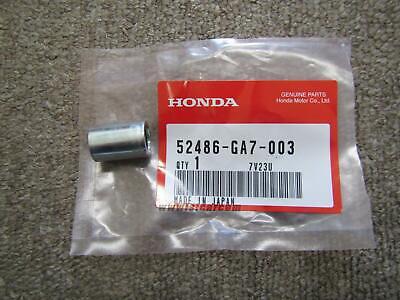 HONDA
GENUINE PARTS
Honda Motor Co., Ltd.
52486-GA7-003
QTY 1 7V23U
MADE IN JAPAN